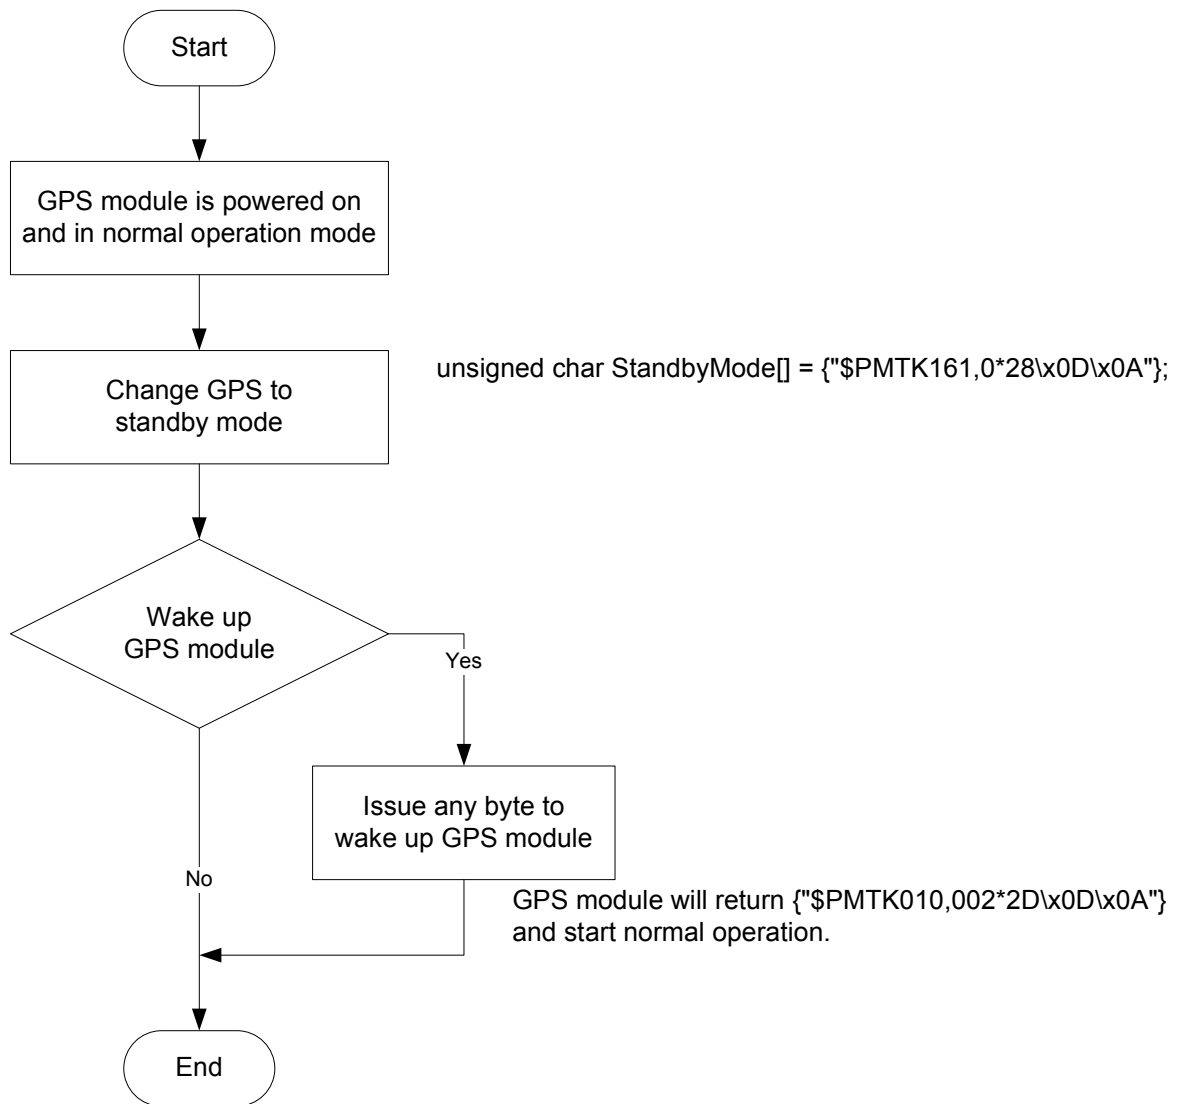 Start
GPS module is powered on
and in normal operation mode
Change GPS to
standby mode
unsigned char StandbyMode[] = {"$PMTK161,0*28\x0D\x0A"};
Wake up
GPS module
Yes
Issue any byte to
wake up GPS module
No
GPS module will return {"$PMTK010,002*2D\x0D\x0A"}
and start normal operation.
End